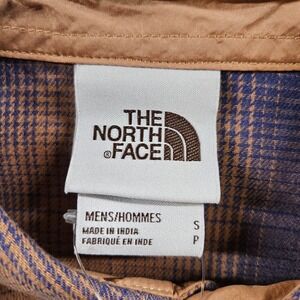 THE
NORTH
®FACE
MENS/HOMMES S
MADE IN INDIA
FABRIQUÉ EN INDE P